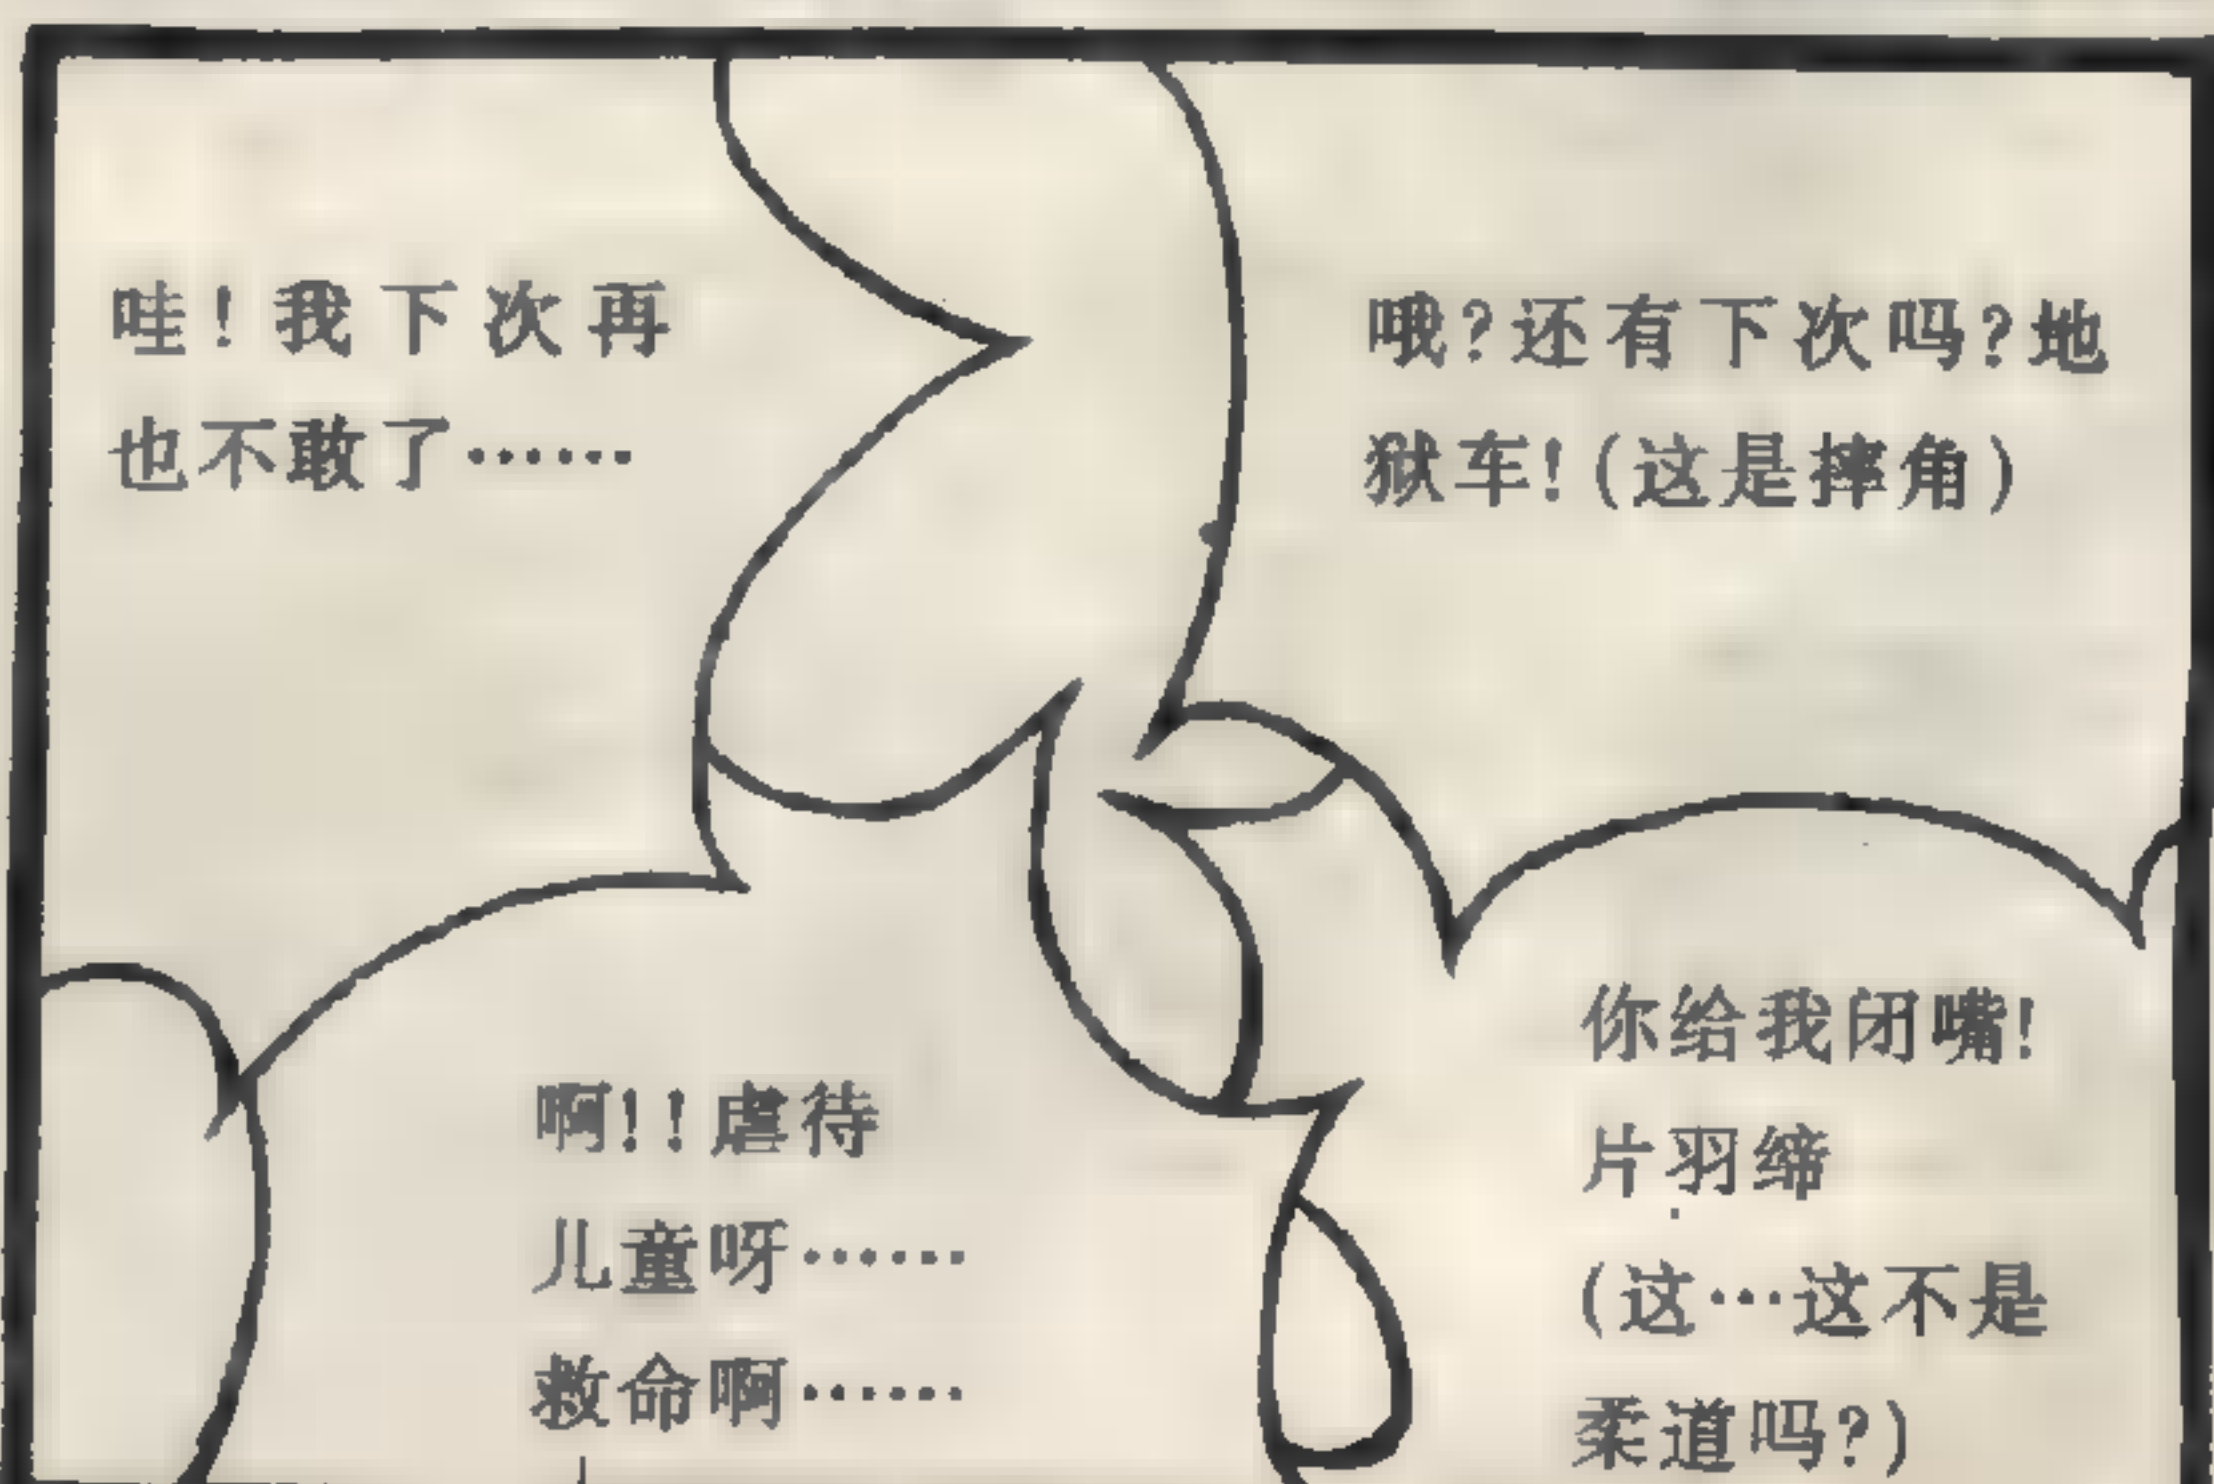 哇！我下次再
也不敢了……
哦？还有下次吗？地
狱车！（这是摔角）
啊！！虐待
儿童呀……
救命啊……
你给我闭嘴！
片羽缔
（这…这不是
柔道吗？）